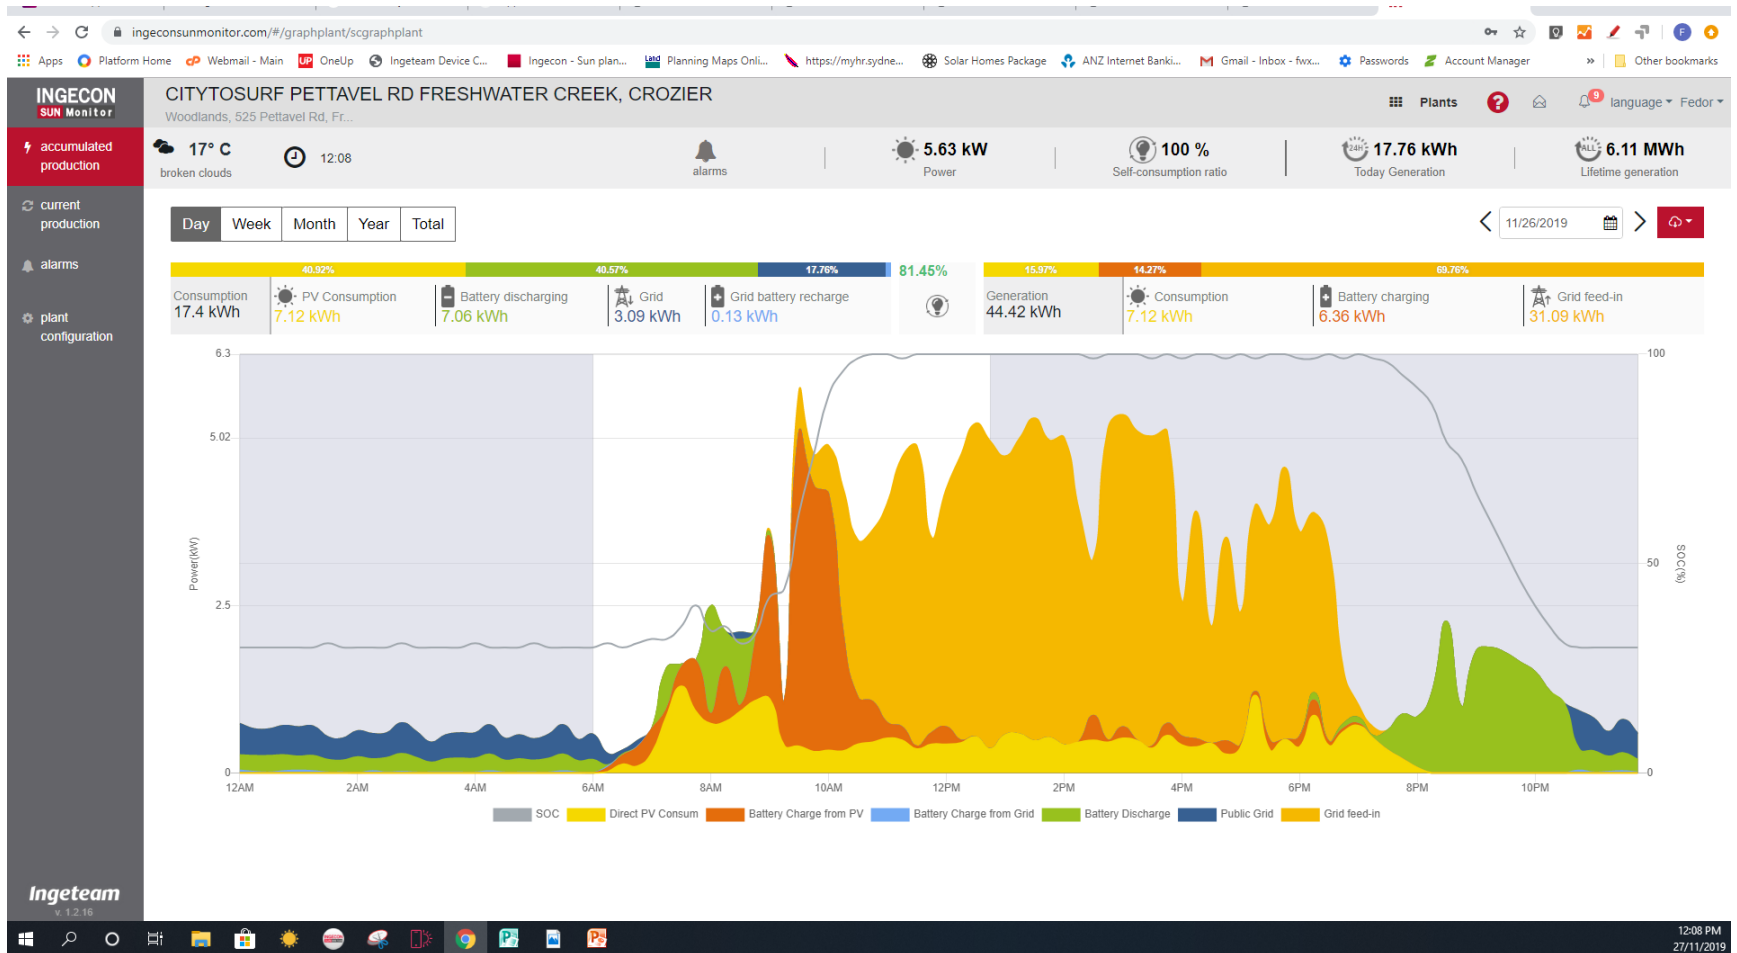 ingeconsunmonitor.com/#/graphplant/scgraphplant
Apps Platform Home Webmail - Main OneUp Ingeteam Device C... Ingecon - Sun plan... Planning Maps Onli... https://myhr.sydne... Solar Homes Package ANZ Internet Banki... Gmail - Inbox - fwx... Passwords Account Manager » Other bookmarks
INGECON
SUN Monitor
CITYTOSURF PETTAVEL RD FRESHWATER CREEK, CROZIER
Woodlands, 525 Pettavel Rd, Fr...
Plants ? 9 language Fedor
accumulated
production
current
production
alarms
plant
configuration
17° C
broken clouds
12:08
alarms
5.63 kW
Power
100 %
Self-consumption ratio
24H 17.76 kWh
Today Generation
ALL 6.11 MWh
Lifetime generation
Day Week Month Year Total
11/26/2019
40.92% 40.57% 17.76% 81.45% 15.97% 14.27% 69.76%
Consumption
17.4 kWh
PV Consumption
7.12 kWh
Battery discharging
7.06 kWh
Grid
3.09 kWh
Grid battery recharge
0.13 kWh
Generation
44.42 kWh
Consumption
7.12 kWh
Battery charging
6.36 kWh
Grid feed-in
31.09 kWh
6.3
5.02
2.5
0
Power(kW)
100
50
0
SOC(%)
12AM 2AM 4AM 6AM 8AM 10AM 12PM 2PM 4PM 6PM 8PM 10PM
SOC Direct PV Consum Battery Charge from PV Battery Charge from Grid Battery Discharge Public Grid Grid feed-in
Ingeteam
v. 1.2.16
12:08 PM
27/11/2019